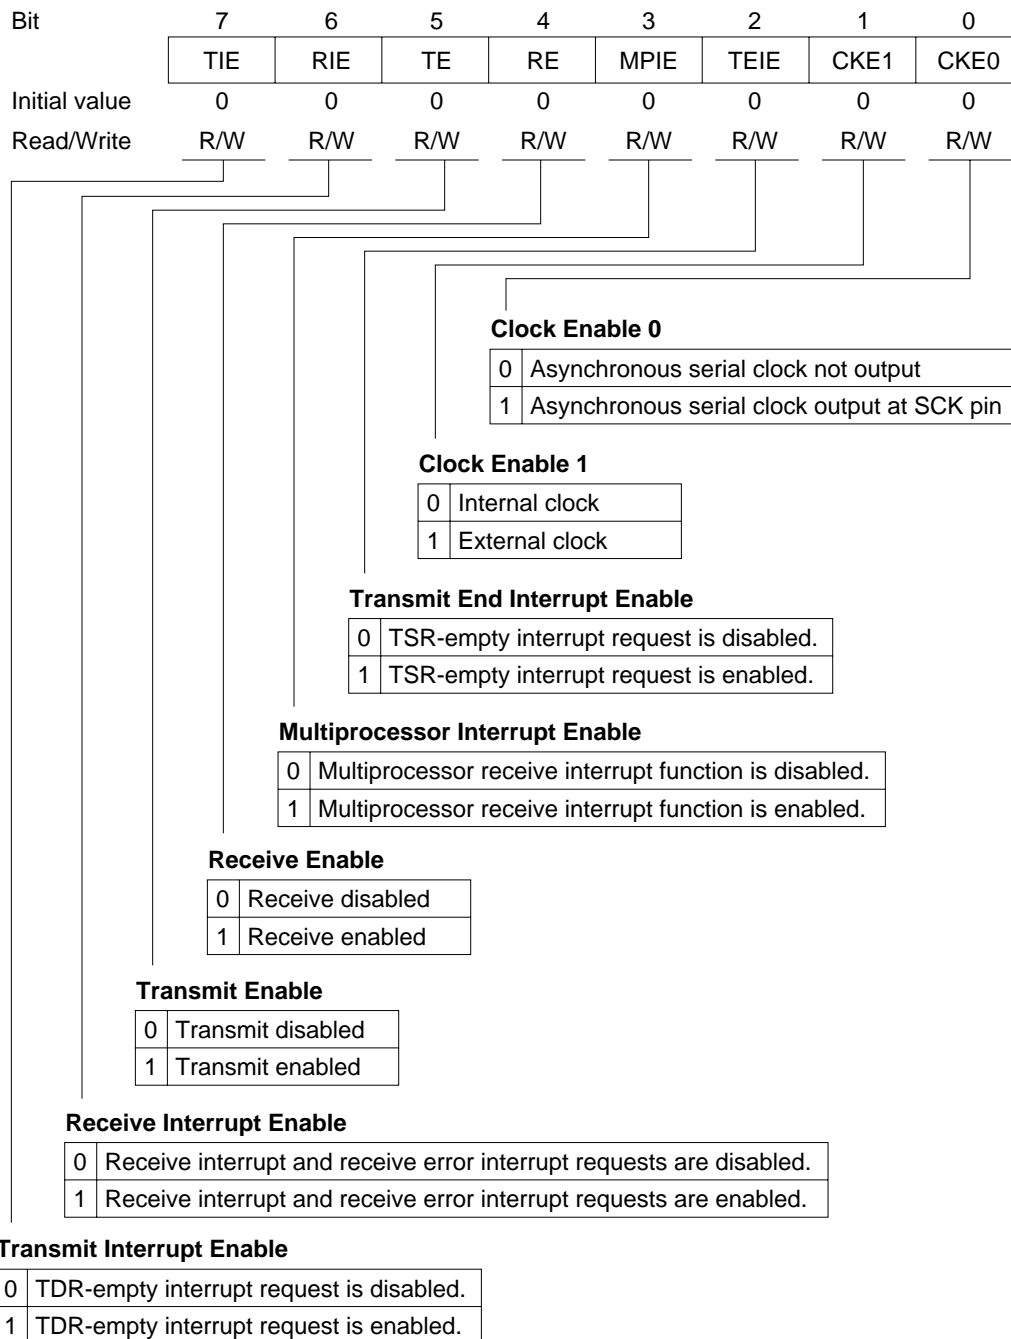 Bit 7 6 5 4 3 2 1 0
TIE RIE TE RE MPIE TEIE CKE1 CKE0
Initial value 0 0 0 0 0 0 0 0
Read/Write R/W R/W R/W R/W R/W R/W R/W R/W
Clock Enable 0
0 Asynchronous serial clock not output
1 Asynchronous serial clock output at SCK pin
Clock Enable 1
0 Internal clock
1 External clock
Transmit End Interrupt Enable
0 TSR-empty interrupt request is disabled.
1 TSR-empty interrupt request is enabled.
Multiprocessor Interrupt Enable
0 Multiprocessor receive interrupt function is disabled.
1 Multiprocessor receive interrupt function is enabled.
Receive Enable
0 Receive disabled
1 Receive enabled
Transmit Enable
0 Transmit disabled
1 Transmit enabled
Receive Interrupt Enable
0 Receive interrupt and receive error interrupt requests are disabled.
1 Receive interrupt and receive error interrupt requests are enabled.
Transmit Interrupt Enable
0 TDR-empty interrupt request is disabled.
1 TDR-empty interrupt request is enabled.